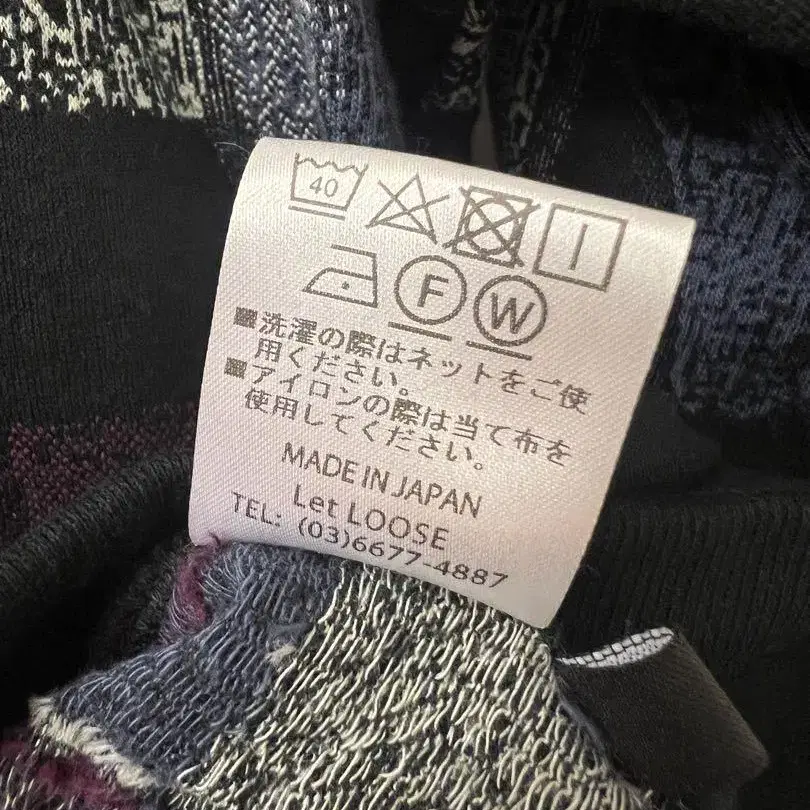 40
F W
■洗濯の際はネットをご使
用ください。
■アイロンの際は当て布を
使用してください。
MADE IN JAPAN
Let LOOSE
TEL: (03)6677-4887